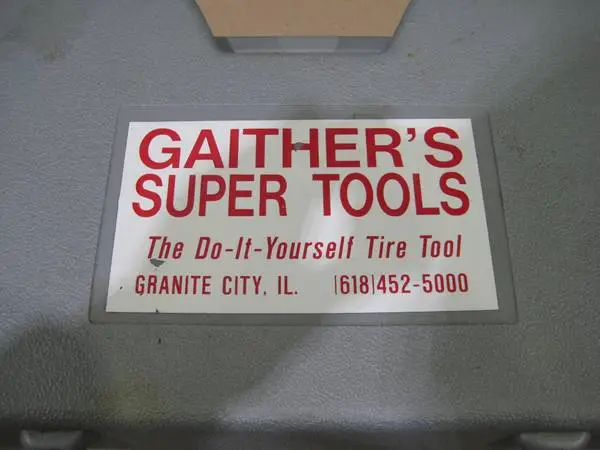 GAITHER'S
SUPER TOOLS
The Do-It-Yourself Tire Tool
GRANITE CITY, IL. (618)452-5000